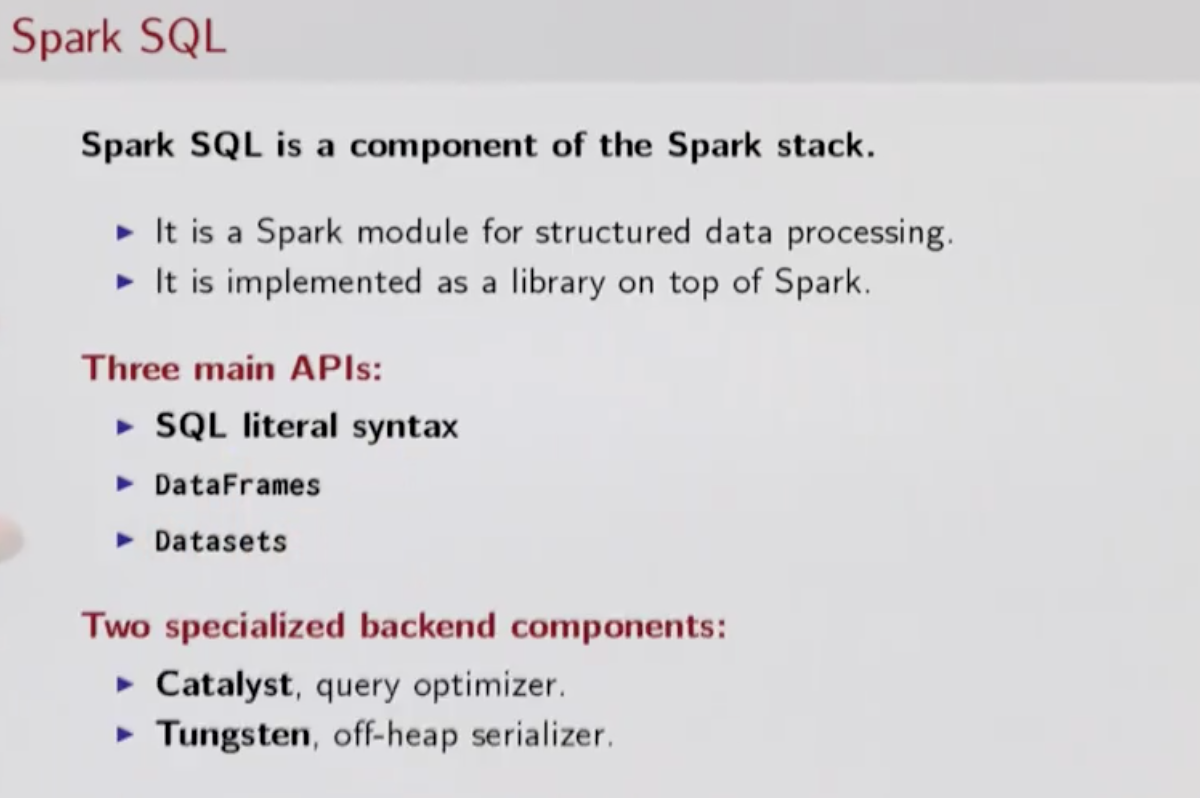 Spark SQL
Spark SQL is a component of the Spark stack.
► It is a Spark module for structured data processing.
► It is implemented as a library on top of Spark.
Three main APIs:
► SQL literal syntax
► DataFrames
► Datasets
Two specialized backend components:
► Catalyst, query optimizer.
► Tungsten, off-heap serializer.